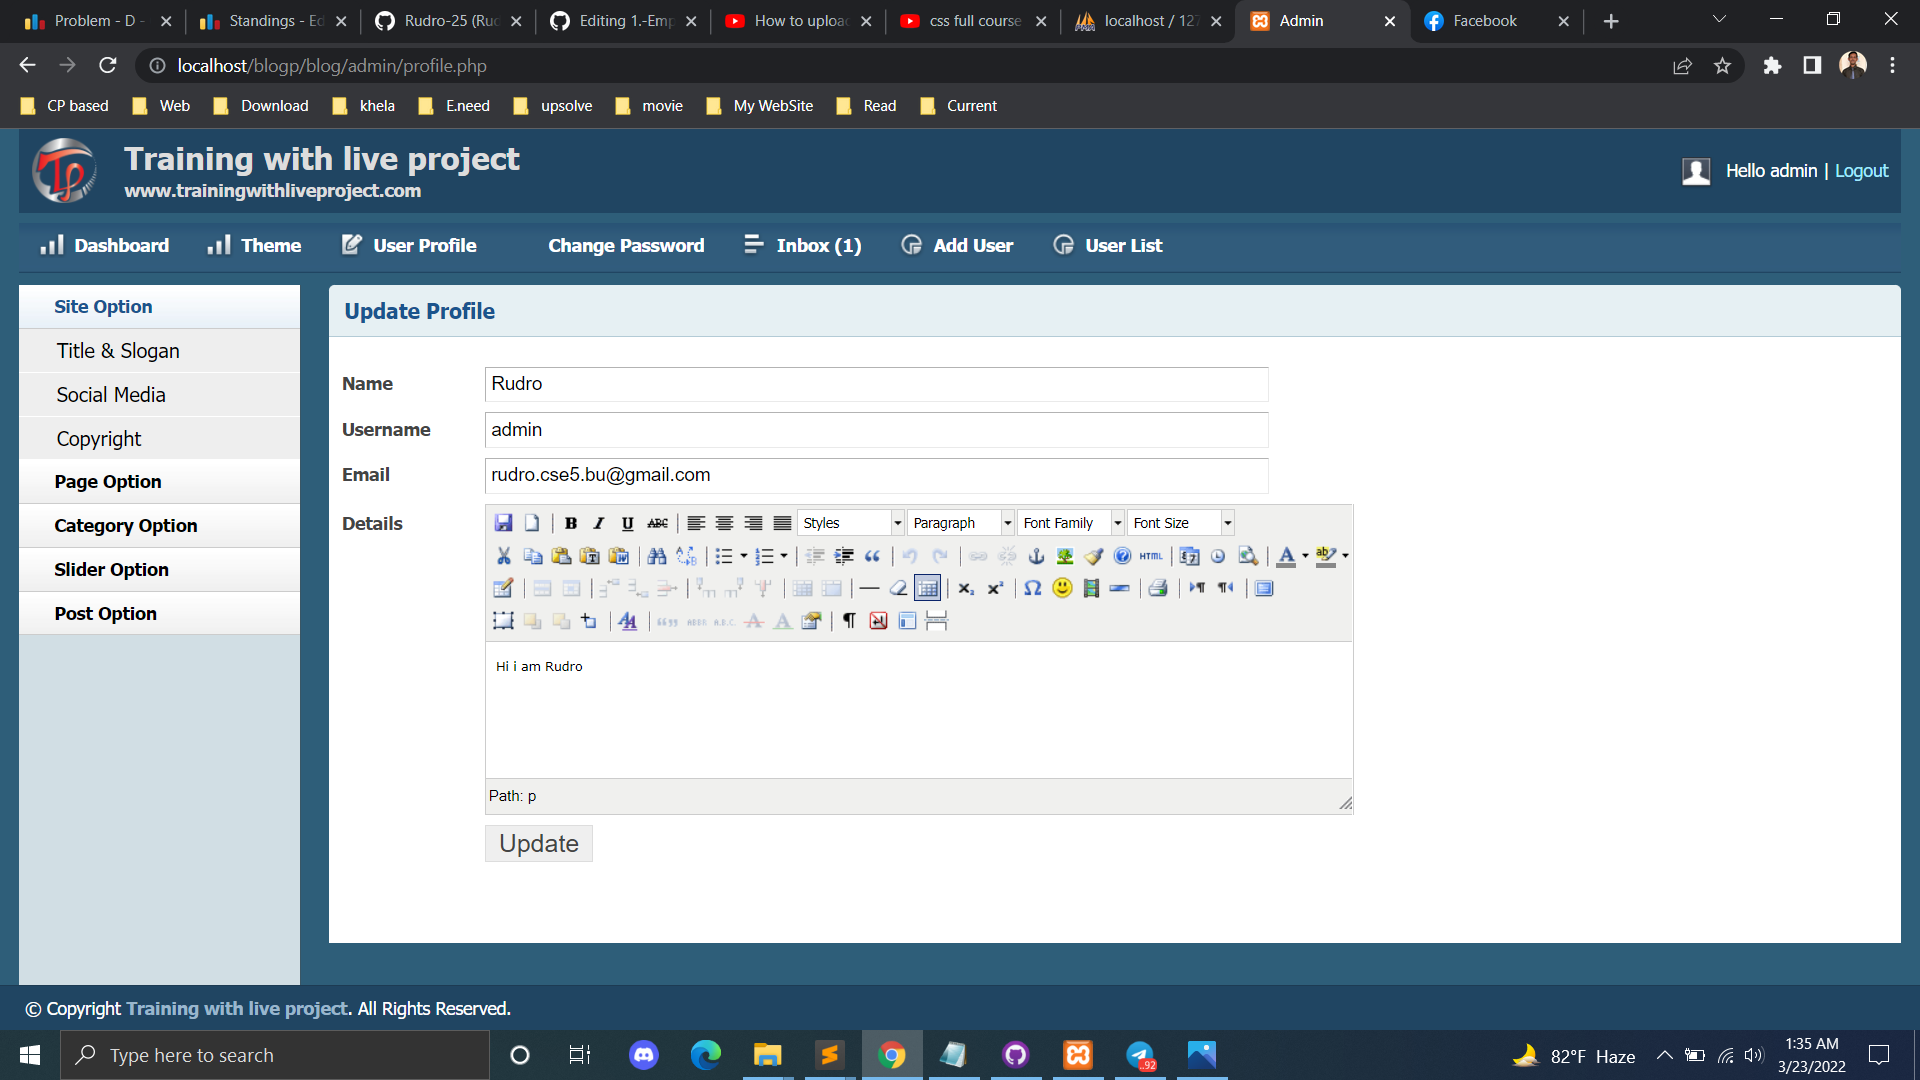 Problem - D -
Standings - Ed
Rudro-25 (Rud
Editing 1.-Emp
How to uploa
css full course
localhost / 127
Admin
Facebook
localhost/blogp/blog/admin/profile.php
CP based
Web
Download
khela
E.need
upsolve
movie
My WebSite
Read
Current
Training with live project
www.trainingwithliveproject.com
Hello admin | Logout
Dashboard
Theme
User Profile
Change Password
Inbox (1)
Add User
User List
Site Option
Title & Slogan
Social Media
Copyright
Page Option
Category Option
Slider Option
Post Option
Update Profile
Name
Rudro
Username
admin
Email
rudro.cse5.bu@gmail.com
Details
B I U ABC
Styles
Paragraph
Font Family
Font Size
HTML
Hi i am Rudro
Path: p
Update
© Copyright Training with live project. All Rights Reserved.
Type here to search
..92
82°F Haze
1:35 AM
3/23/2022